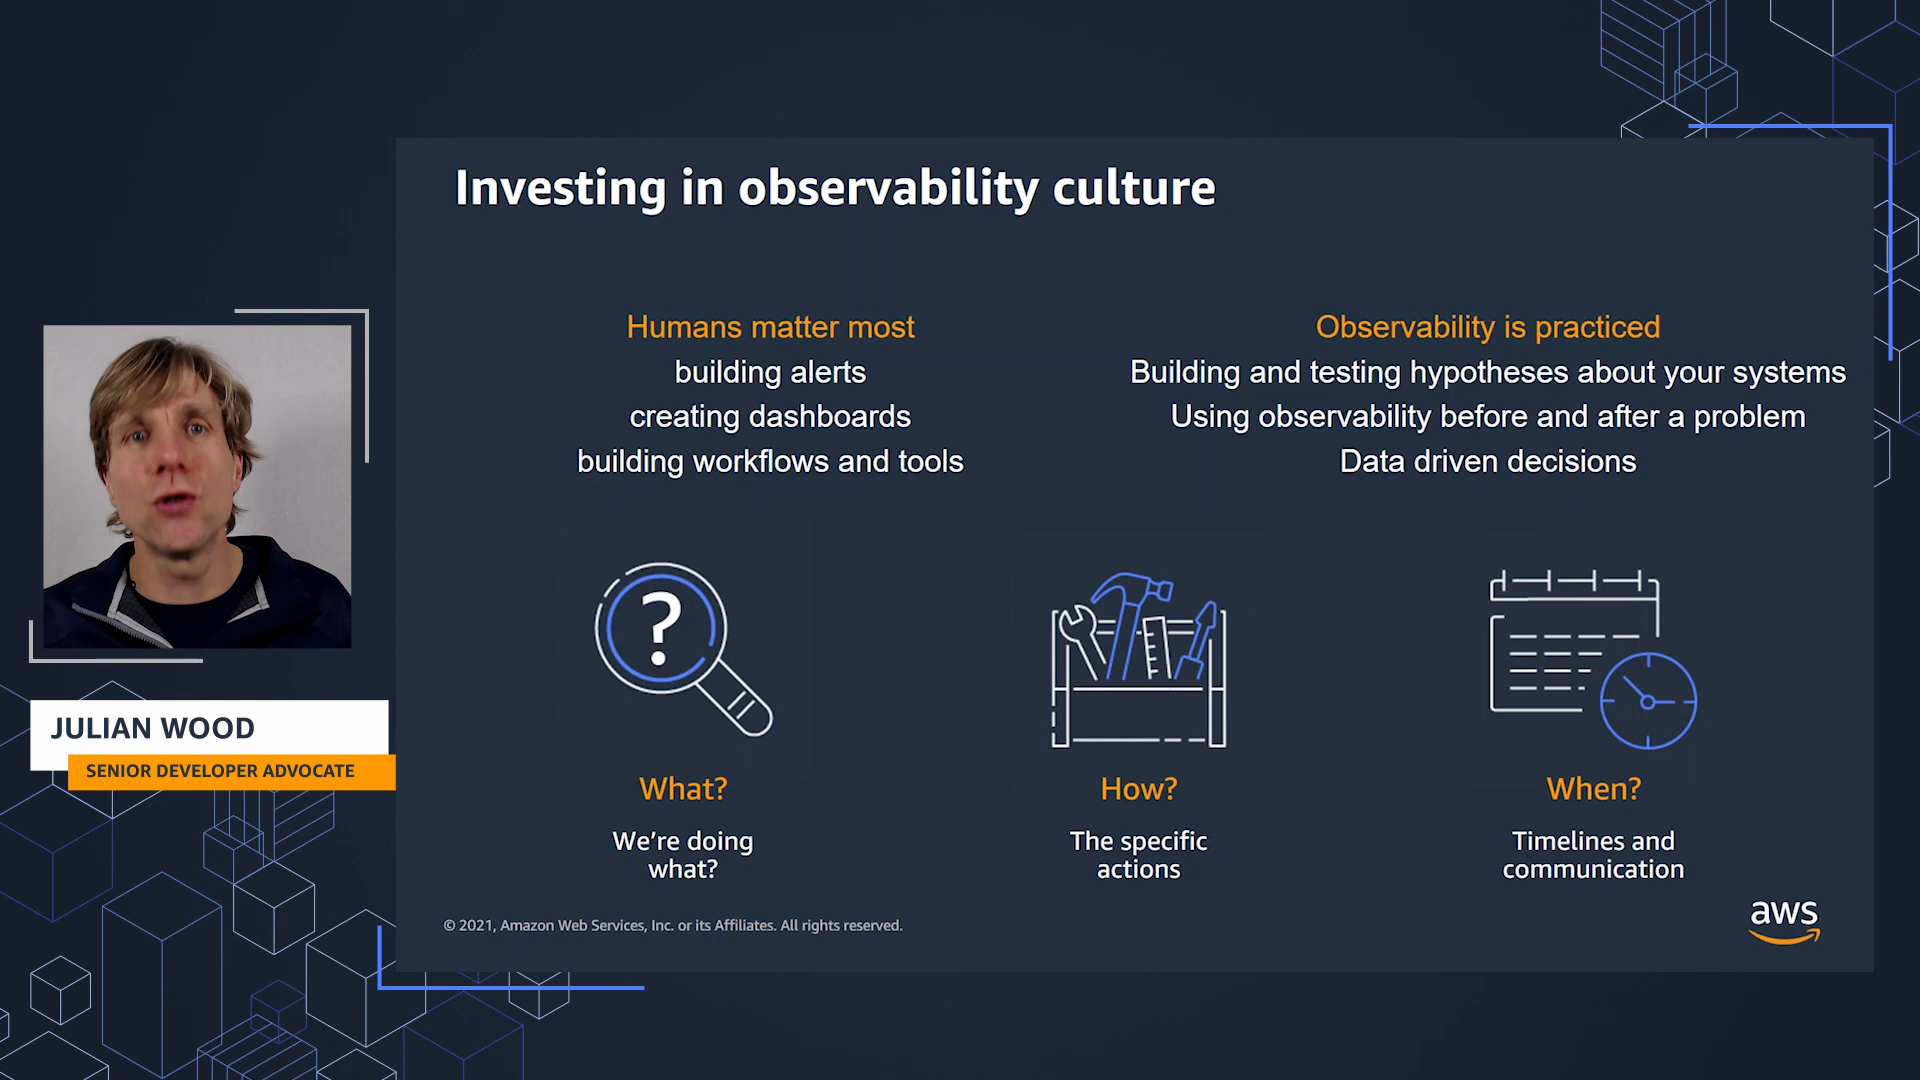 Investing in observability culture
Humans matter most
building alerts
creating dashboards
building workflows and tools
Observability is practiced
Building and testing hypotheses about your systems
Using observability before and after a problem
Data driven decisions
?
What?
We’re doing
what?
How?
The specific
actions
When?
Timelines and
communication
© 2021, Amazon Web Services, Inc. or its Affiliates. All rights reserved.
aws
JULIAN WOOD
SENIOR DEVELOPER ADVOCATE